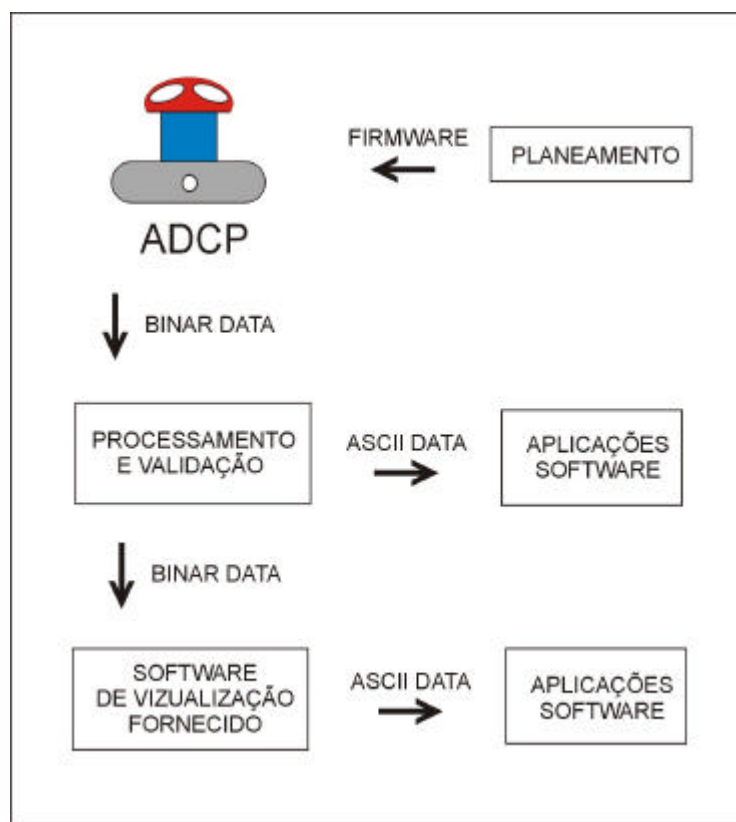 FIRMWARE
PLANEAMENTO
ADCP
BINAR DATA
PROCESSAMENTO
E VALIDAÇÃO
ASCII DATA
APLICAÇÕES
SOFTWARE
BINAR DATA
SOFTWARE
DE VIZUALIZAÇÃO
FORNECIDO
ASCII DATA
APLICAÇÕES
SOFTWARE